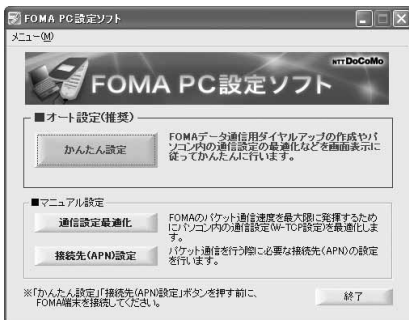 FOMA PC設定ソフト
メニュー(M)
NTT DoCoMo
FOMA PC設定ソフト
■オート設定(推奨)
かんたん設定
FOMAデータ通信用ダイヤルアップの作成やパ
ソコン内の通信設定の最適化などを画面表示に
従ってかんたんに行います。
■マニュアル設定
通信設定最適化
FOMAのパケット通信速度を最大限に発揮するため
にパソコン内の通信設定(W-TCP設定)を最適化しま
す。
接続先(APN)設定
パケット通信を行う際に必要な接続先(APN)の設定
を行います。
※「かんたん設定」「接続先(APN)設定」ボタンを押す前に、
FOMA端末を接続してください。
終了